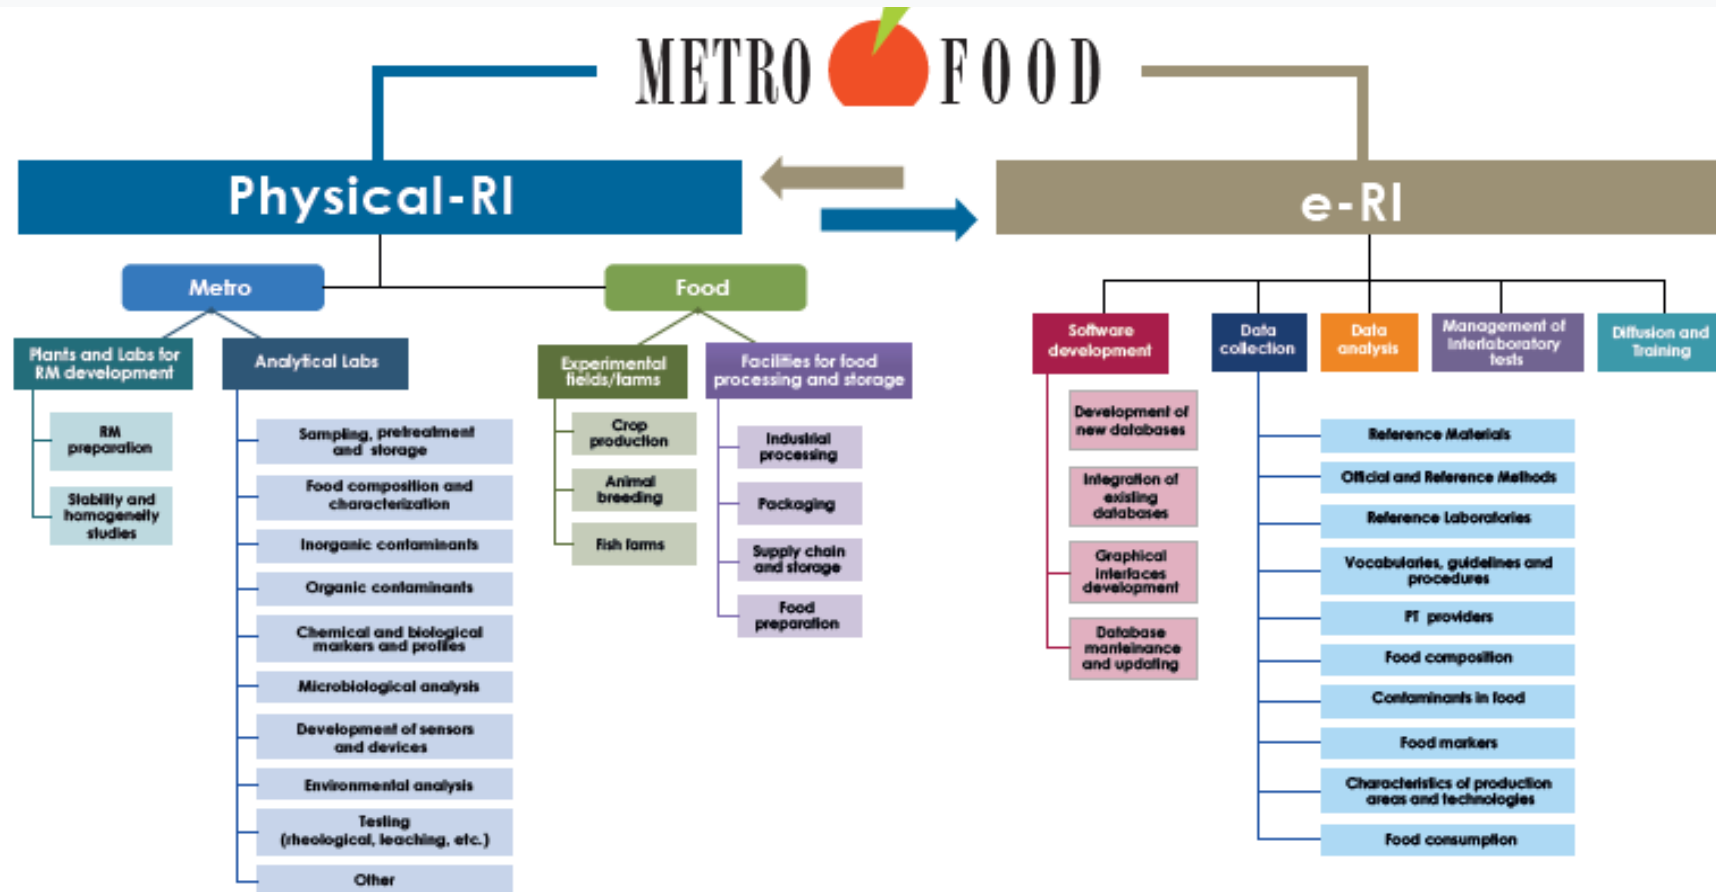 METRO FOOD
Physical-RI
e-RI
Metro
Food
Plants and Labs for
RM development
RM
preparation
Stability and
homogeneity
studies
Analytical Labs
Sampling, pretreatment
and storage
Food composition and
characterization
Inorganic contaminants
Organic contaminants
Chemical and biological
markers and profiles
Microbiological analysis
Development of sensors
and devices
Environmental analysis
Testing
(rheological, leaching, etc.)
Other
Experimental
fields/farms
Crop
production
Animal
breeding
Fish farms
Facilities for food
processing and storage
Industrial
processing
Packaging
Supply chain
and storage
Food
preparation
Software
development
Development of
new databases
Integration of
existing
databases
Graphical
interfaces
development
Database
manteinance
and updating
Data
collection
Reference Materials
Official and Reference Methods
Reference Laboratories
Vocabularies, guidelines and
procedures
PT providers
Food composition
Contaminants in food
Food markers
Characteristics of production
areas and technologies
Food consumption
Data
analysis
Management of
Interlaboratory
tests
Diffusion and
Training